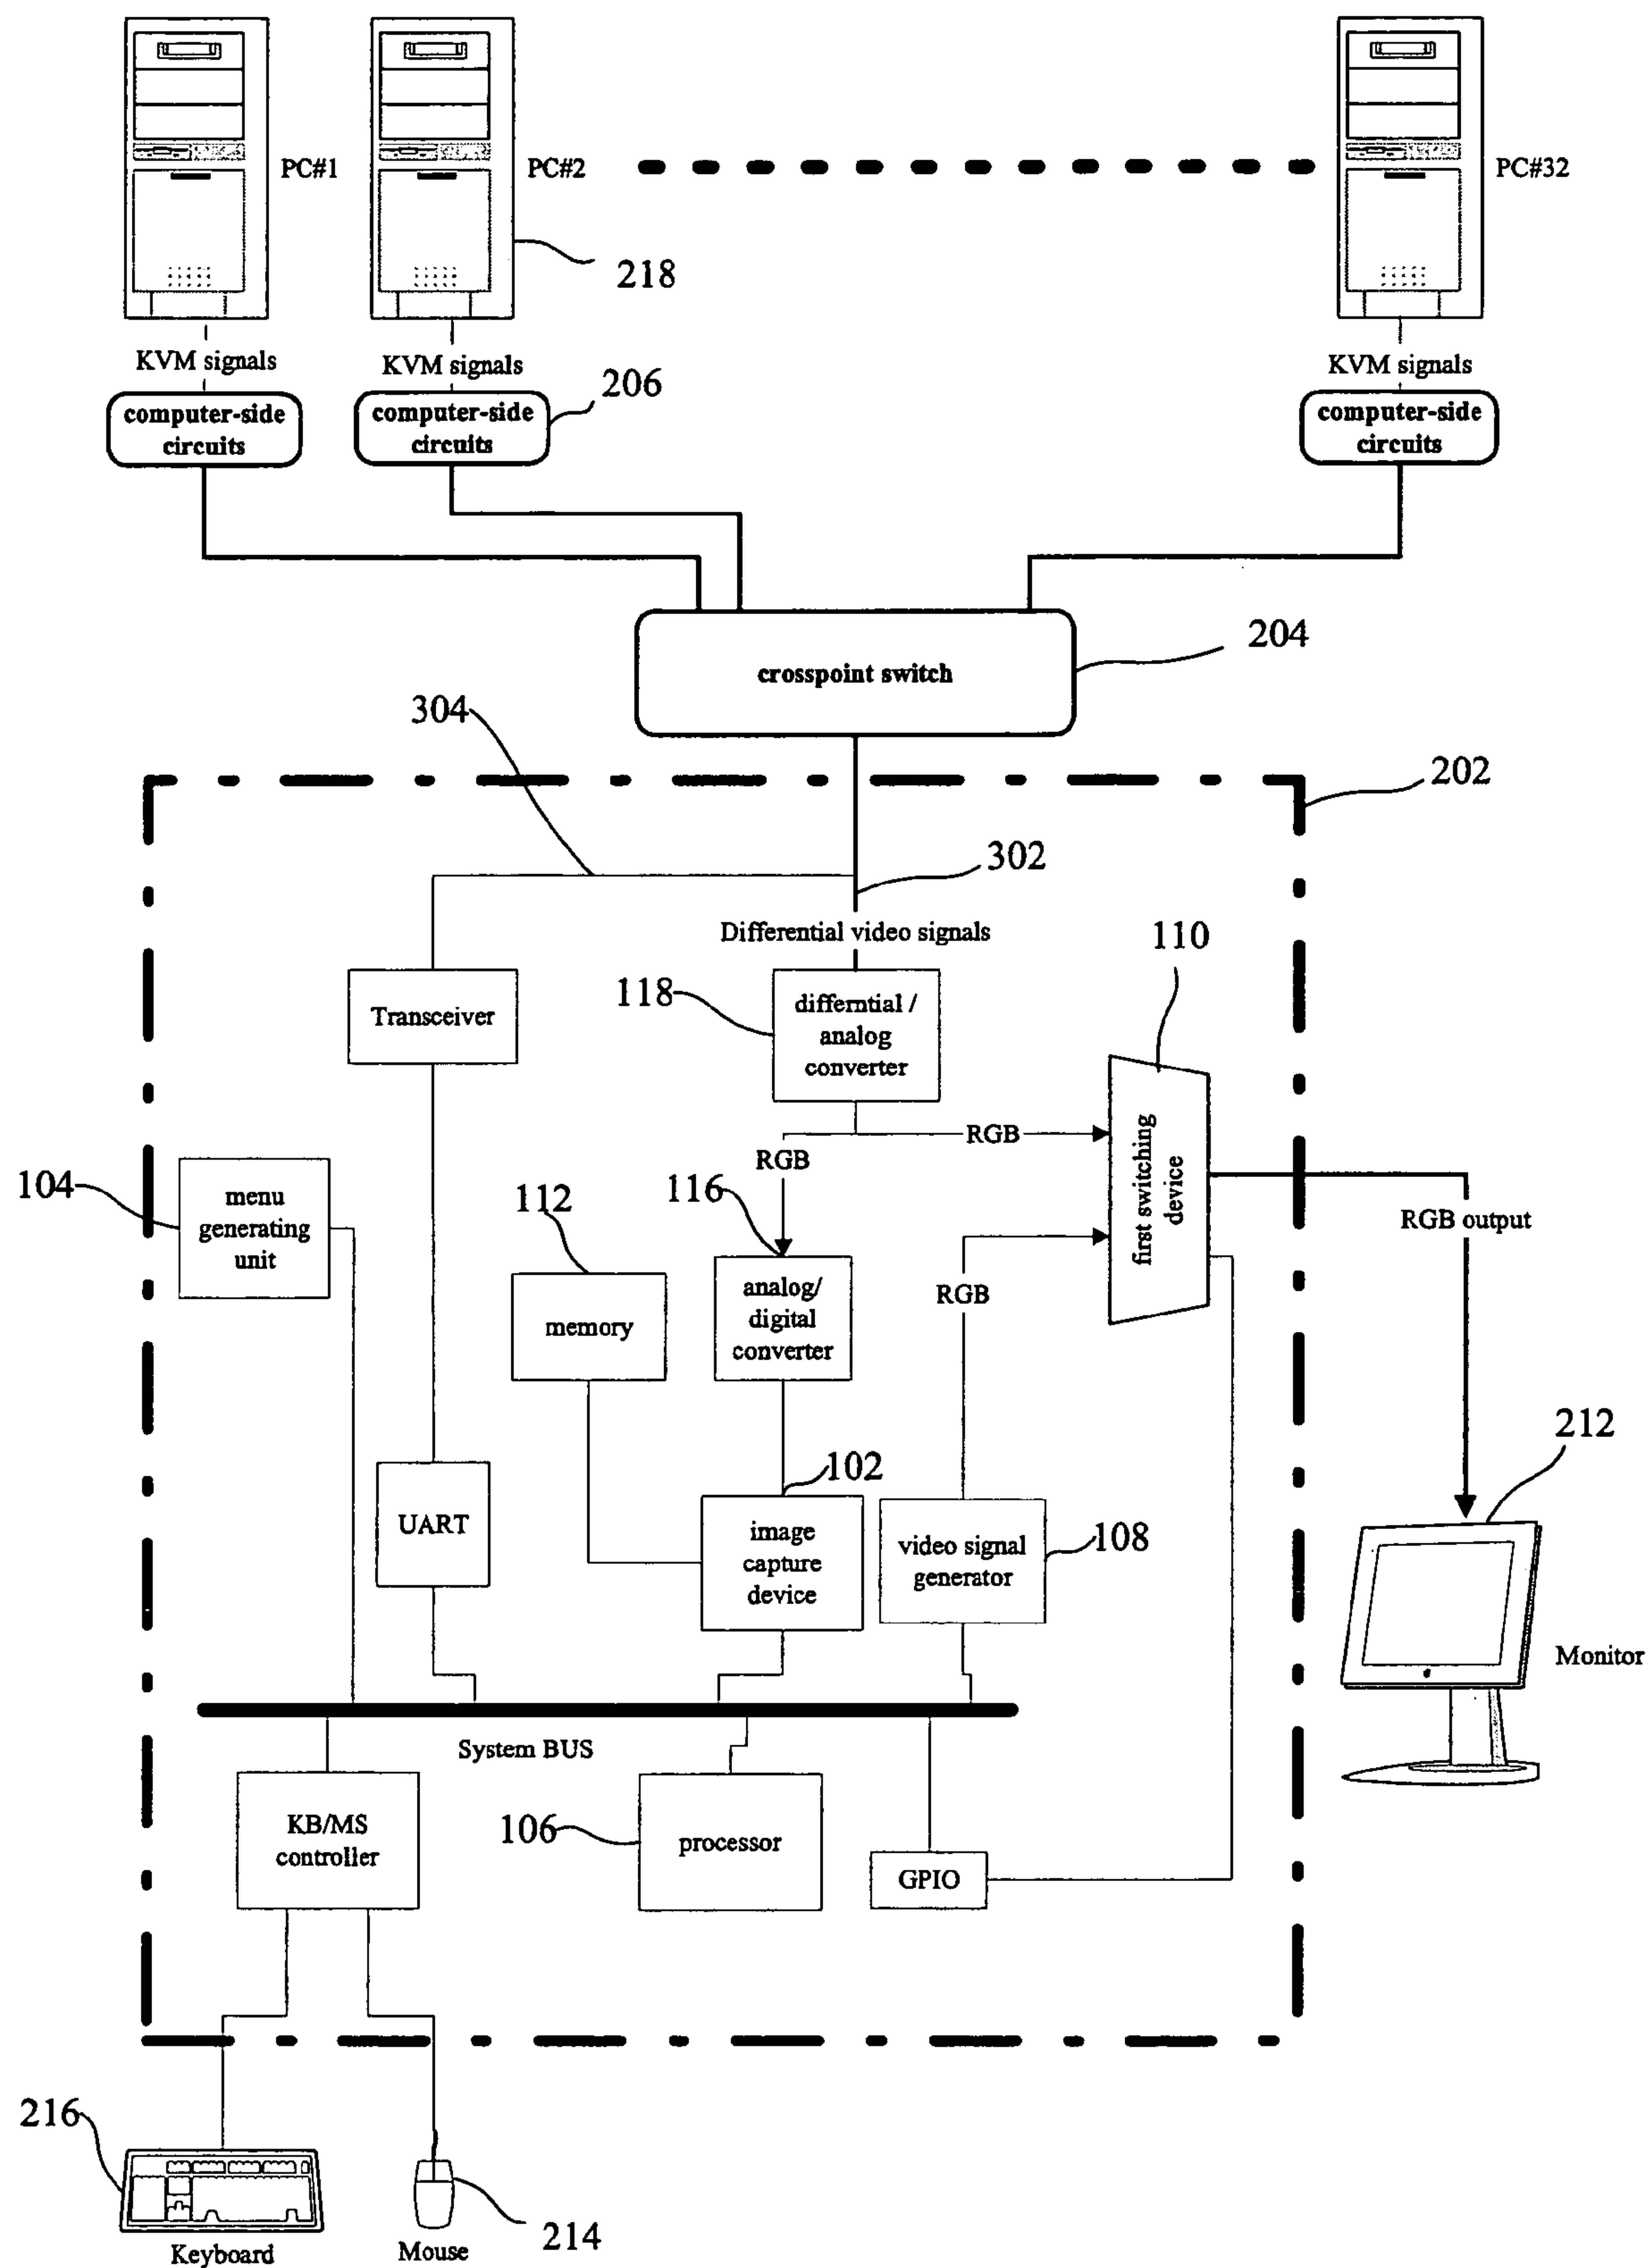 PC#1
PC#2
PC#32
218
KVM signals
KVM signals
KVM signals
206
computer-side
circuits
computer-side
circuits
computer-side
circuits
204
crosspoint switch
304
202
302
Differential video signals
110
118
differntial /
analog
converter
Transceiver
first switching
device
RGB
RGB
104
menu
generating
unit
112
116
RGB output
memory
analog/
digital
converter
RGB
212
102
UART
image
capture
device
video signal
generator
108
Monitor
System BUS
KB/MS
controller
106
processor
GPIO
216
214
Keyboard
Mouse